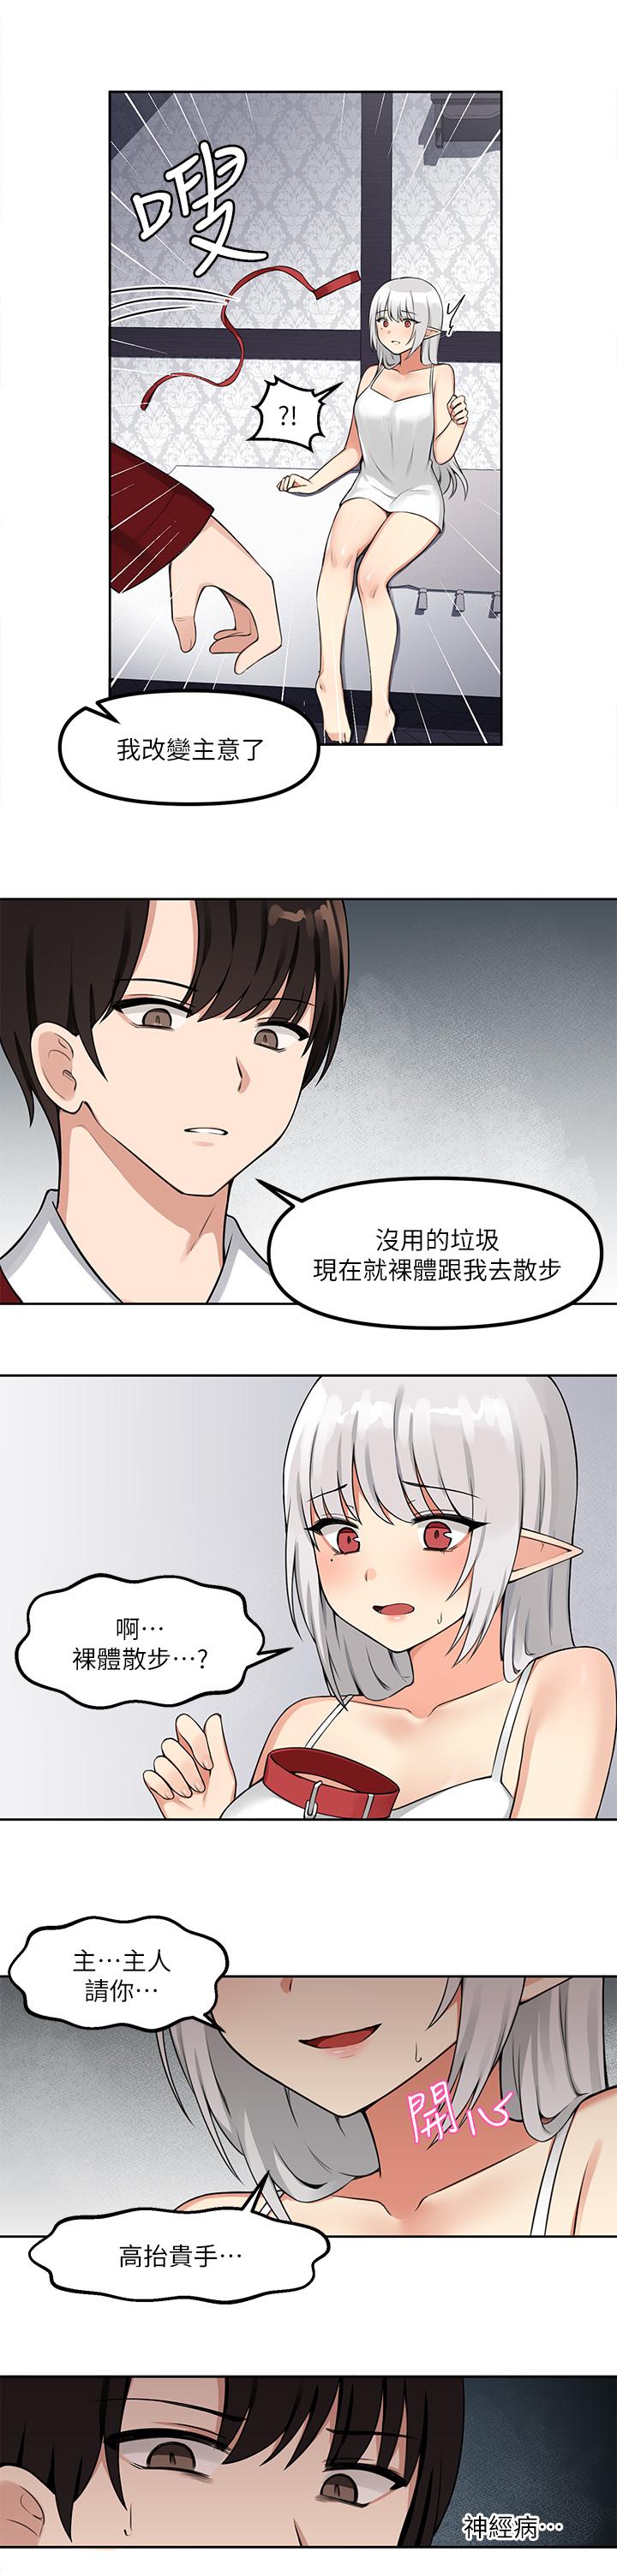 嗖
?!
我改變主意了
沒用的垃圾
現在就裸體跟我去散步
啊⋯
裸體散步⋯?
主⋯主人
請你⋯
開心
高抬貴手⋯
神經病⋯